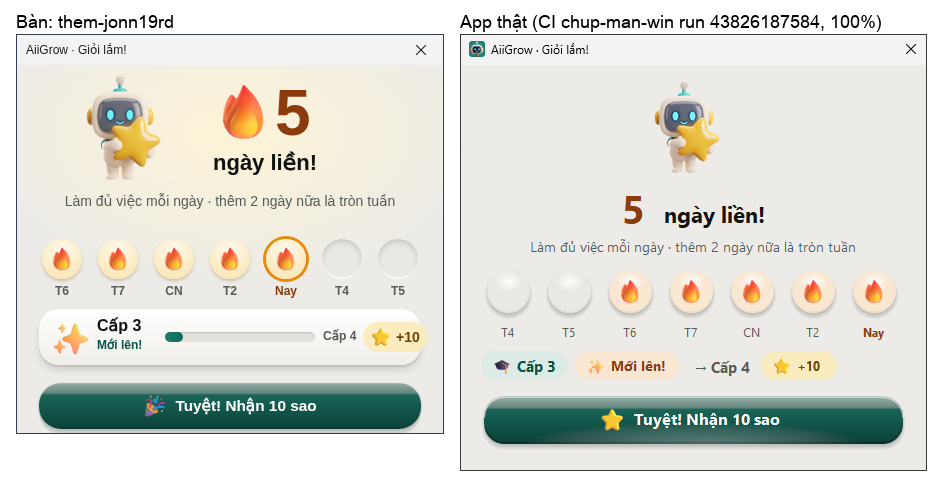 Bàn: them-jonn19rd
AiiGrow · Giỏi lắm!
5
ngày liền!
Làm đủ việc mỗi ngày · thêm 2 ngày nữa là tròn tuần
T6 T7 CN T2 Nay T4 T5
Cấp 3
Mới lên!
Cấp 4
+10
Tuyệt! Nhận 10 sao
App thật (CI chup-man-win run 43826187584, 100%)
AiiGrow · Giỏi lắm!
5 ngày liền!
Làm đủ việc mỗi ngày · thêm 2 ngày nữa là tròn tuần
T4 T5 T6 T7 CN T2 Nay
Cấp 3 Mới lên! → Cấp 4 +10
Tuyệt! Nhận 10 sao